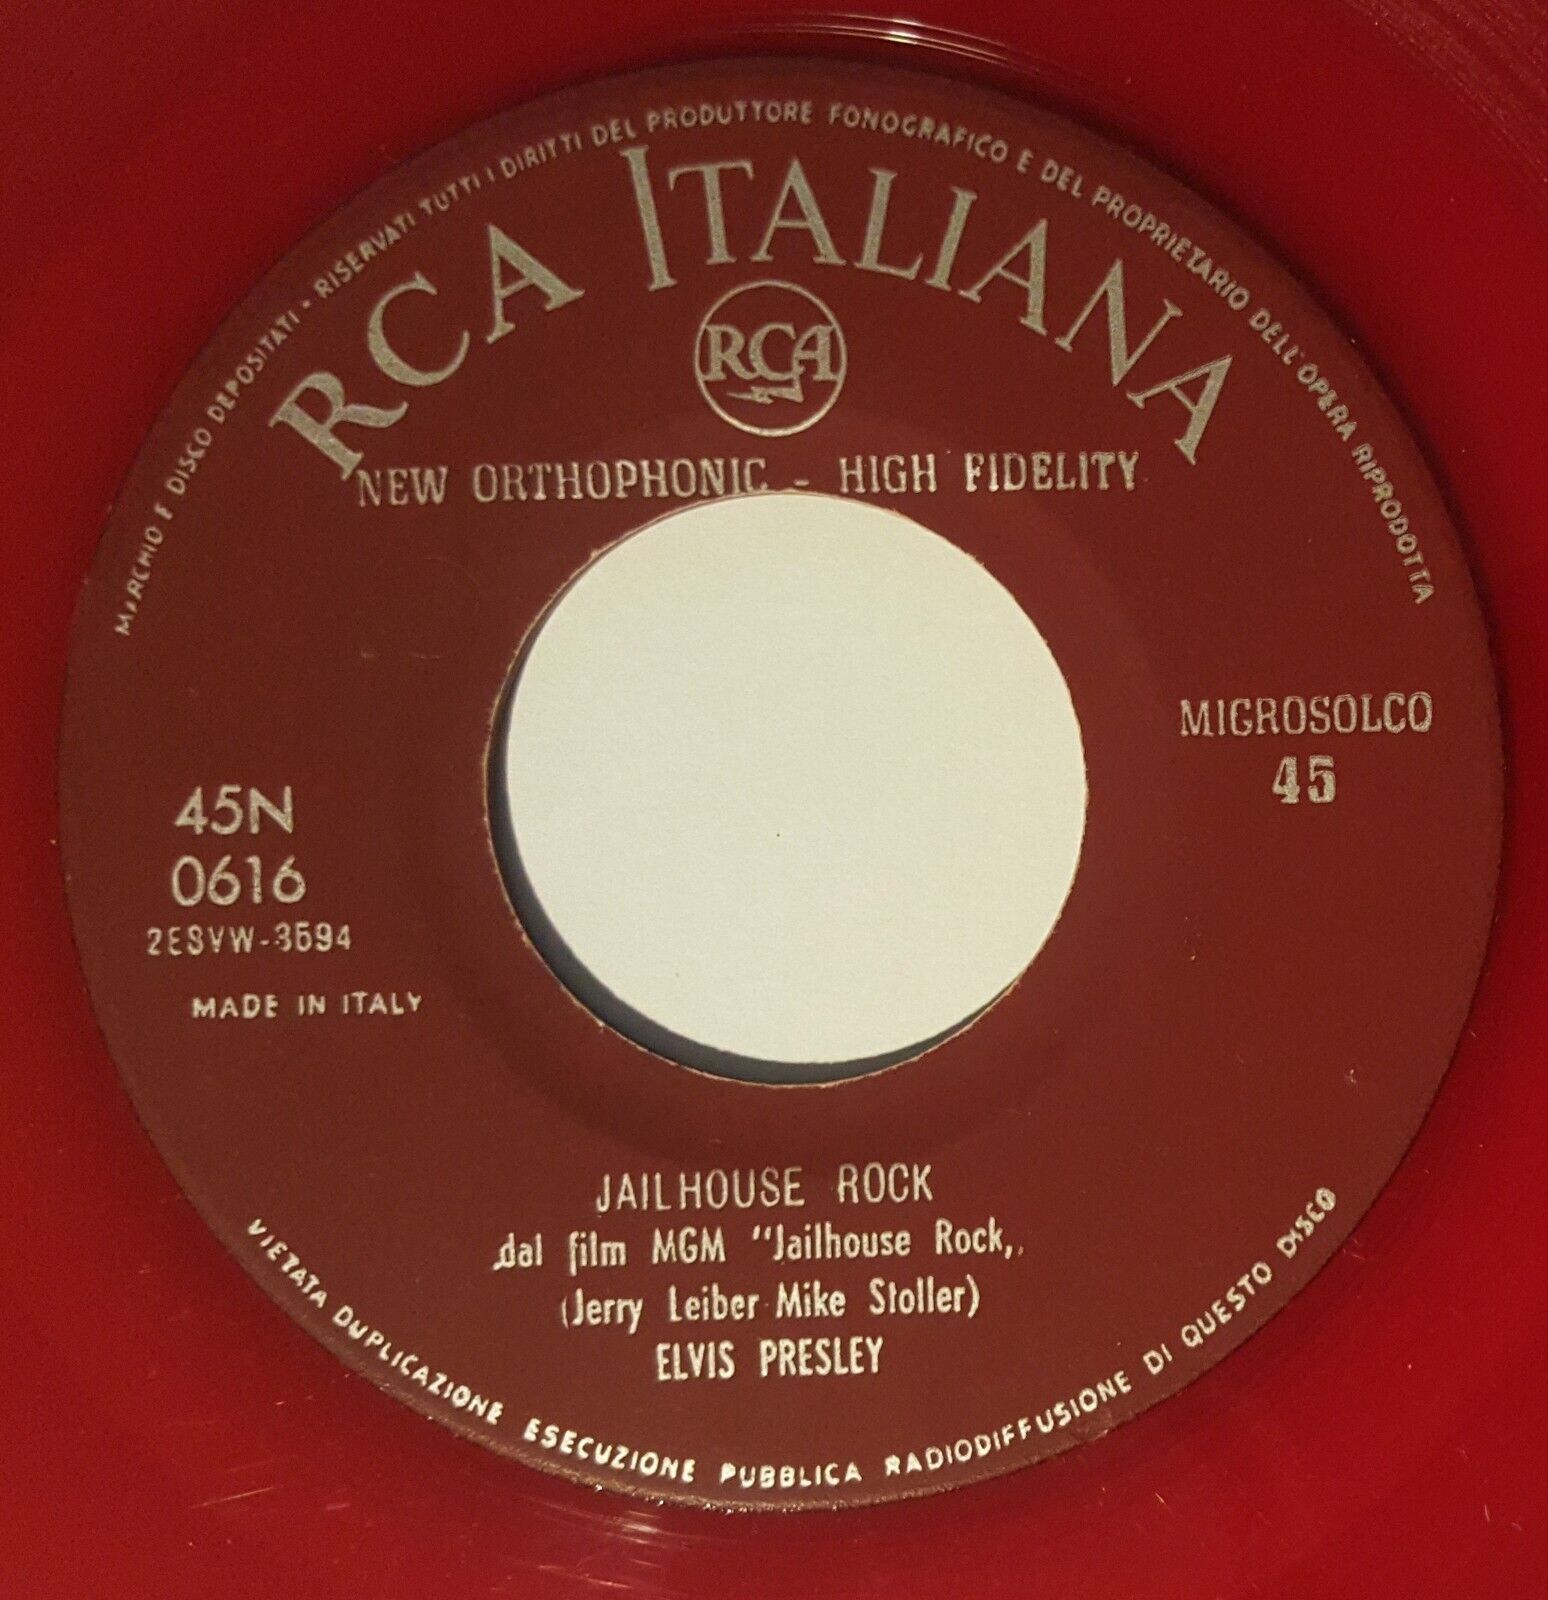 MARCHIO E DISCO DEPOSITATI - RISERVATI TUTTI I DIRITTI DEL PRODUTTORE FONOGRAFICO E DEL PROPRIETARIO DELL'OPERA RIPRODOTTA
RCA ITALIANA
RCA
NEW ORTHOPHONIC - HIGH FIDELITY
MIGROSOLCO
45
45N
0616
2ESVW-3594
MADE IN ITALY
JAILHOUSE ROCK
dal film MGM "Jailhouse Rock„
(Jerry Leiber-Mike Stoller)
ELVIS PRESLEY
VIETATA DUPLICAZIONE ESECUZIONE PUBBLICA RADIODIFFUSIONE DI QUESTO DISCO